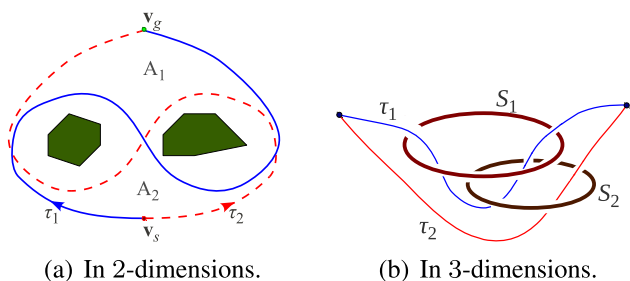 v_g
A_1
S_1
τ_1
A_2
S_2
τ_1
τ_2
τ_2
v_s
(a) In 2-dimensions.
(b) In 3-dimensions.